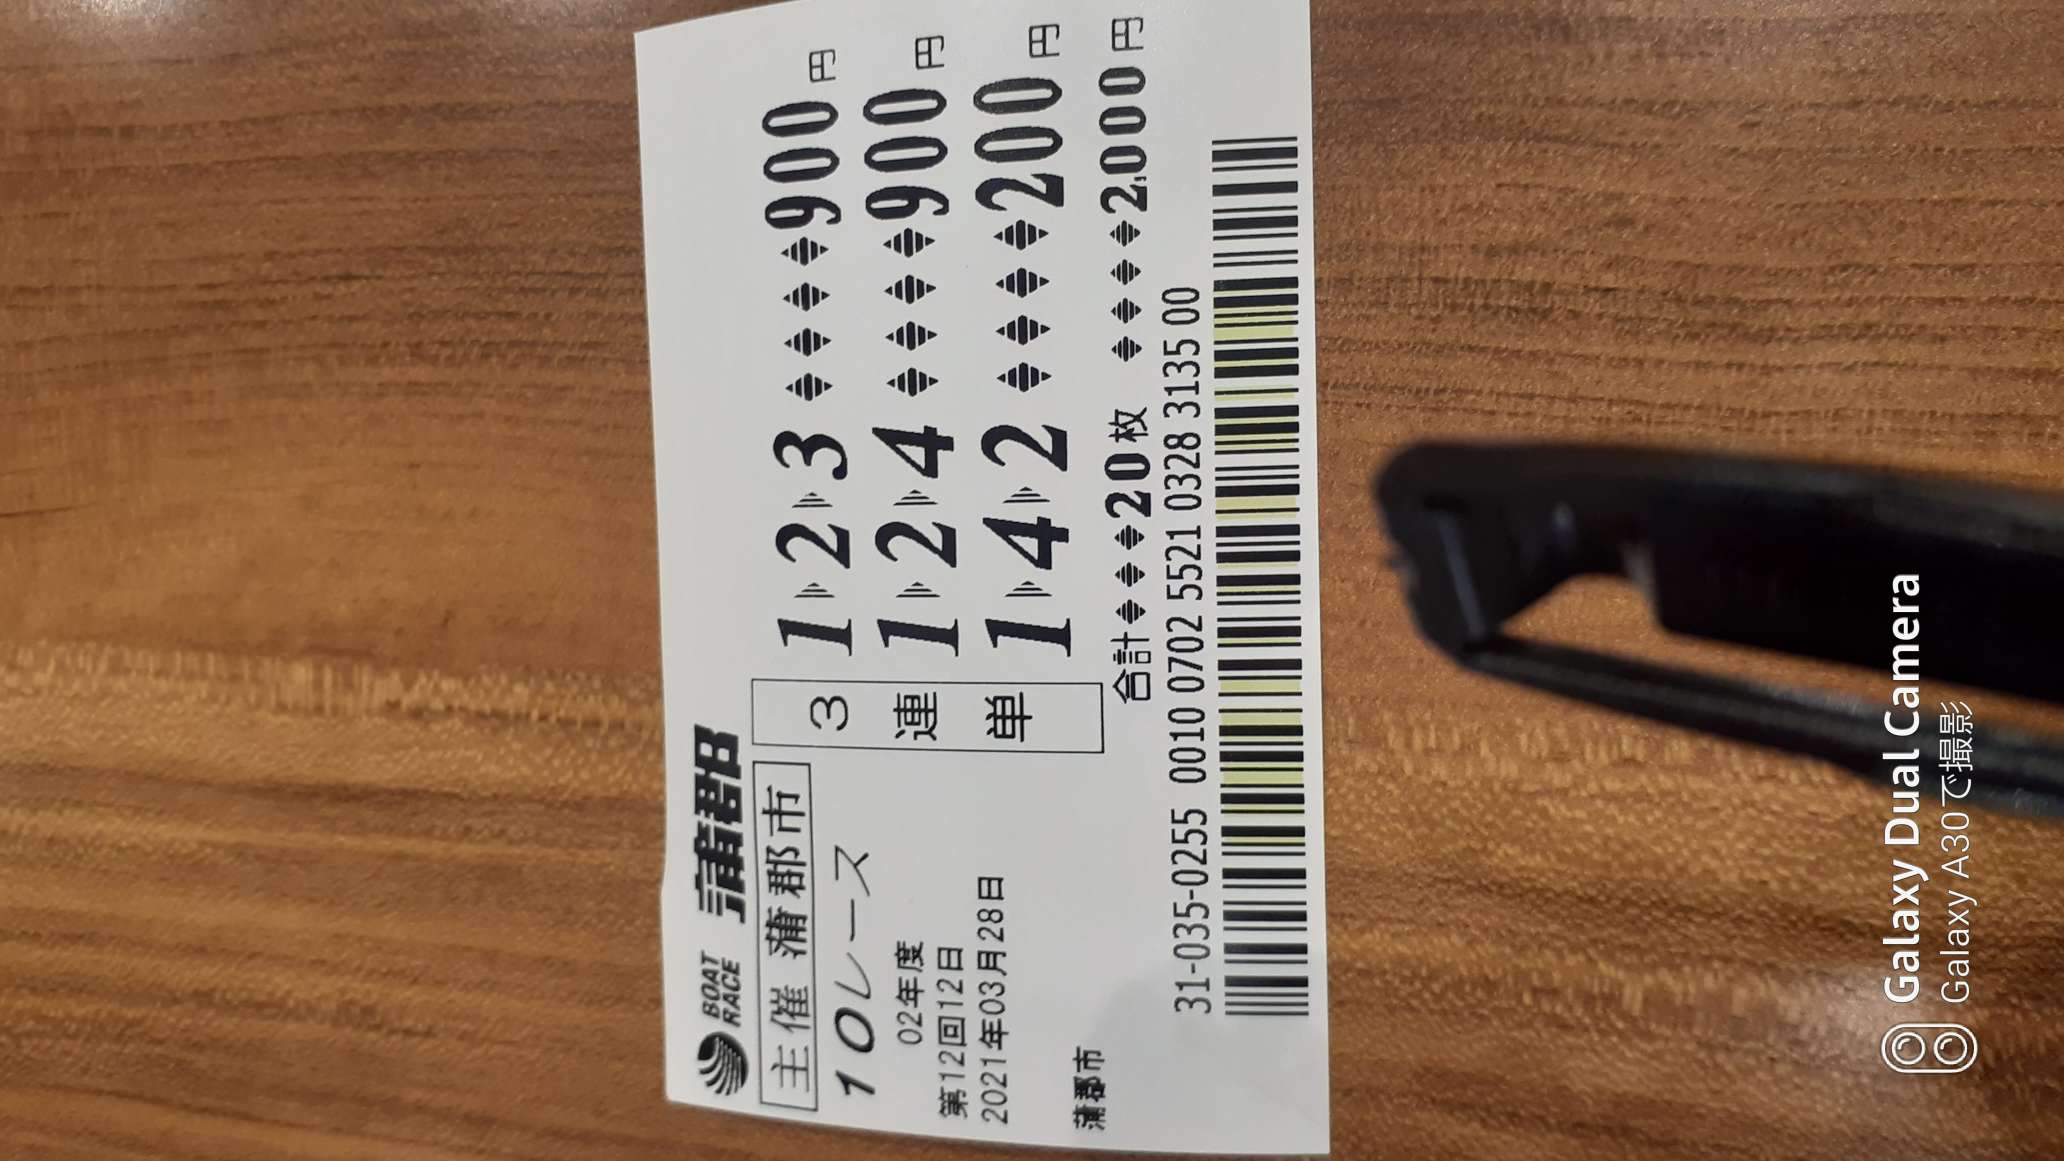 BOAT RACE 蒲郡
主催 蒲郡市
10レース
02年度
第12回12日
2021年03月28日
蒲郡市
3連単
1 2 3 900円
1 2 4 900円
1 4 2 200円
合計 20枚 2,000円
31-035-0255 0010 0702 5521 0328 3135 00
Galaxy Dual Camera
Galaxy A30で撮影